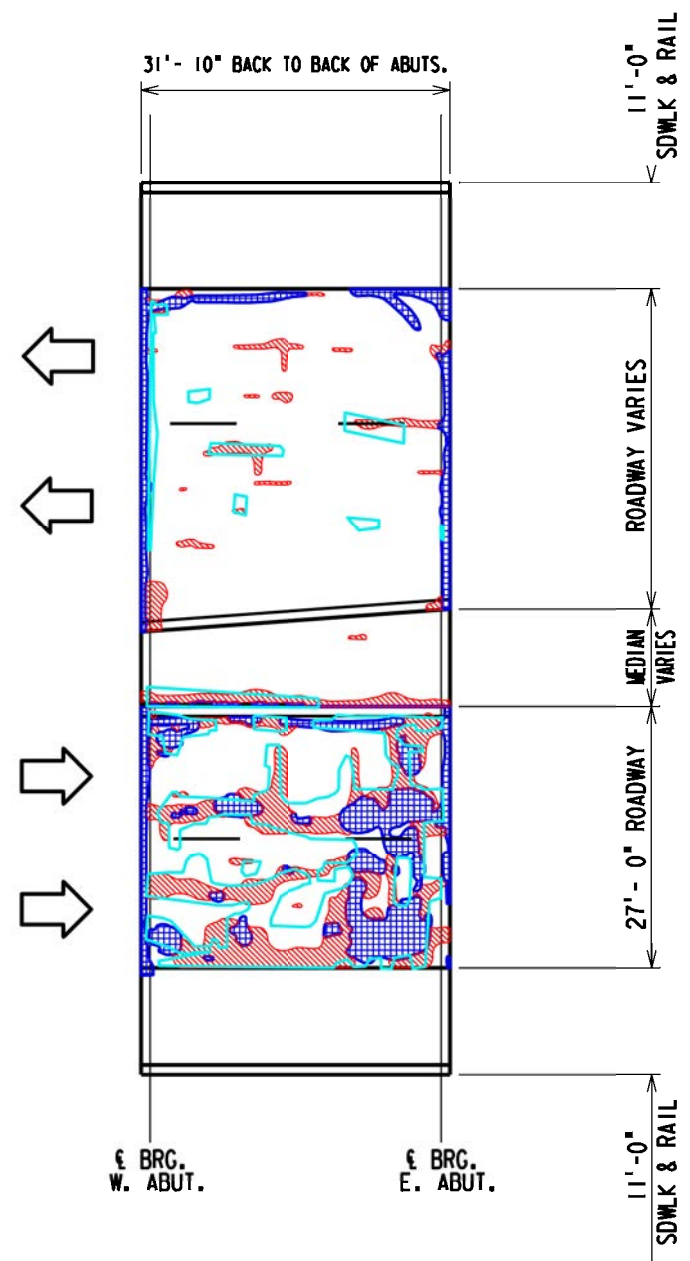 31'- 10" BACK TO BACK OF ABUTS.
11'-0"
SDWLK & RAIL
ROADWAY VARIES
MEDIAN
VARIES
27'- 0" ROADWAY
11'-0"
SDWLK & RAIL
℄ BRG.
W. ABUT.
℄ BRG.
E. ABUT.